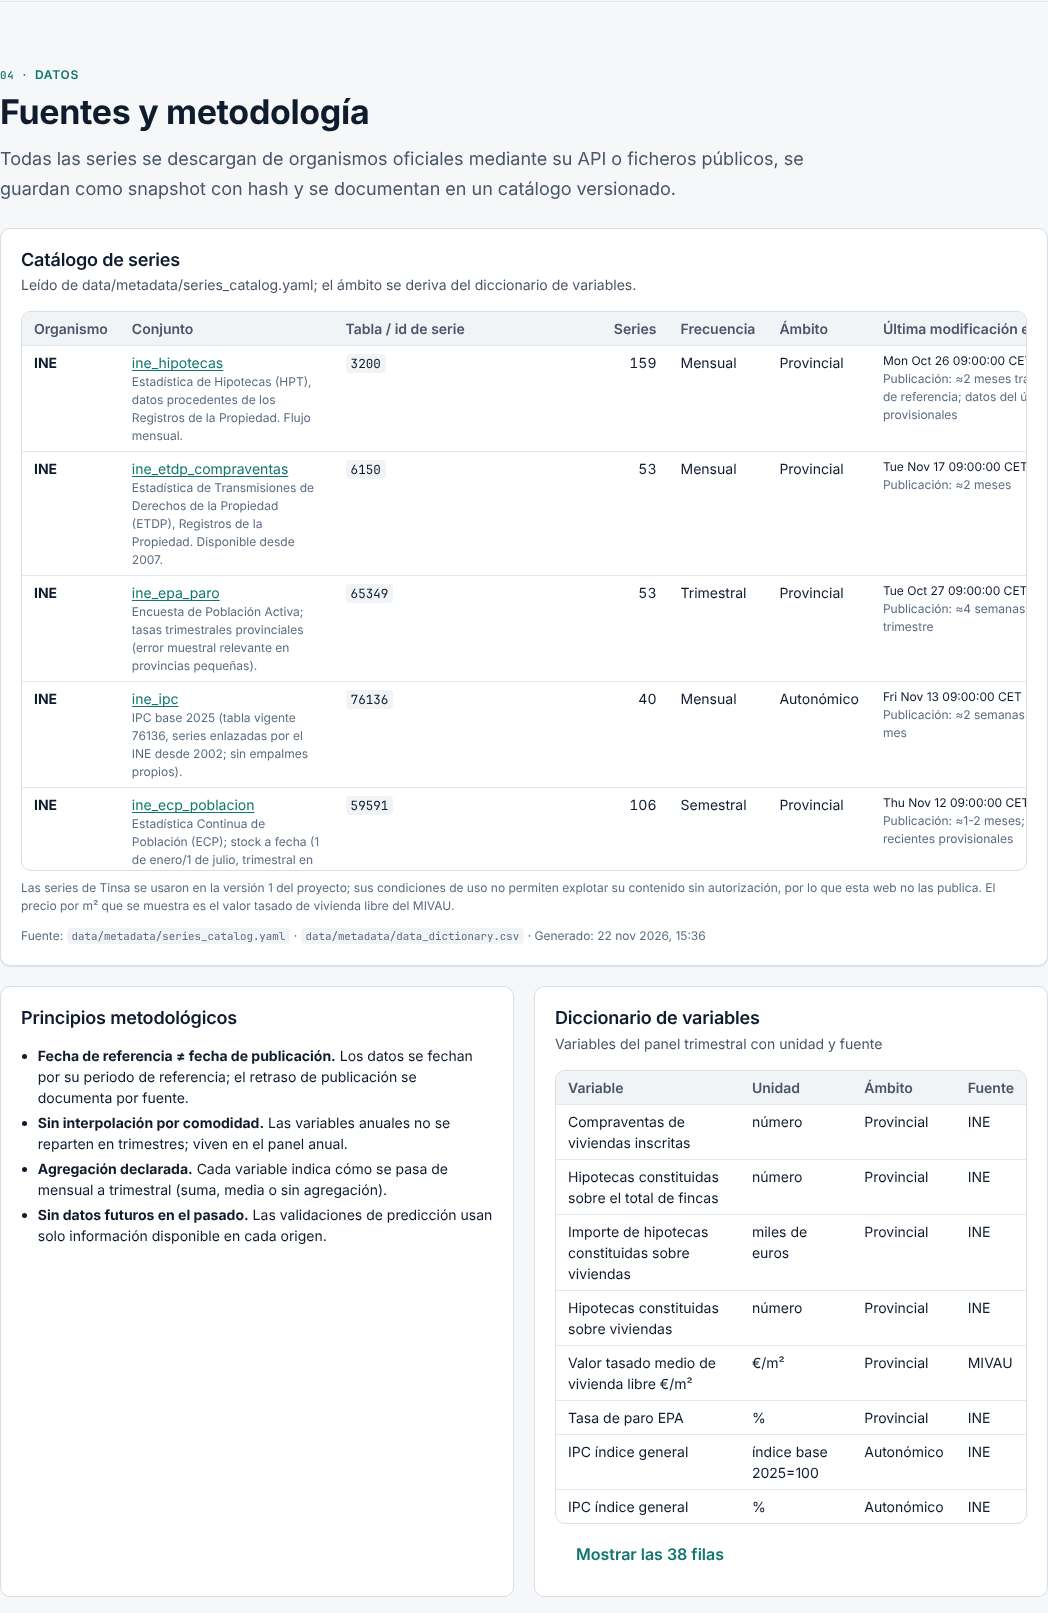 04 · DATOS
Fuentes y metodología
Todas las series se descargan de organismos oficiales mediante su API o ficheros públicos, se
guardan como snapshot con hash y se documentan en un catálogo versionado.
Catálogo de series
Leído de data/metadata/series_catalog.yaml; el ámbito se deriva del diccionario de variables.
Organismo Conjunto Tabla / id de serie Series Frecuencia Ámbito Última modificación e
INE ine_hipotecas 3200 159 Mensual Provincial Mon Oct 26 09:00:00 CET
Estadística de Hipotecas (HPT), Publicación: ≈2 meses tra
datos procedentes de los de referencia; datos del ú
Registros de la Propiedad. Flujo provisionales
mensual.
INE ine_etdp_compraventas 6150 53 Mensual Provincial Tue Nov 17 09:00:00 CET
Estadística de Transmisiones de Publicación: ≈2 meses
Derechos de la Propiedad
(ETDP), Registros de la
Propiedad. Disponible desde
2007.
INE ine_epa_paro 65349 53 Trimestral Provincial Tue Oct 27 09:00:00 CET
Encuesta de Población Activa; Publicación: ≈4 semanas
tasas trimestrales provinciales trimestre
(error muestral relevante en
provincias pequeñas).
INE ine_ipc 76136 40 Mensual Autonómico Fri Nov 13 09:00:00 CET
IPC base 2025 (tabla vigente Publicación: ≈2 semanas
76136, series enlazadas por el mes
INE desde 2002; sin empalmes
propios).
INE ine_ecp_poblacion 59591 106 Semestral Provincial Thu Nov 12 09:00:00 CET
Estadística Continua de Publicación: ≈1-2 meses;
Población (ECP); stock a fecha (1 recientes provisionales
de enero/1 de julio, trimestral en
Las series de Tinsa se usaron en la versión 1 del proyecto; sus condiciones de uso no permiten explotar su contenido sin autorización, por lo que esta web no las publica. El
precio por m² que se muestra es el valor tasado de vivienda libre del MIVAU.
Fuente: data/metadata/series_catalog.yaml · data/metadata/data_dictionary.csv · Generado: 22 nov 2026, 15:36
Principios metodológicos
• Fecha de referencia ≠ fecha de publicación. Los datos se fechan
por su periodo de referencia; el retraso de publicación se
documenta por fuente.
• Sin interpolación por comodidad. Las variables anuales no se
reparten en trimestres; viven en el panel anual.
• Agregación declarada. Cada variable indica cómo se pasa de
mensual a trimestral (suma, media o sin agregación).
• Sin datos futuros en el pasado. Las validaciones de predicción usan
solo información disponible en cada origen.
Diccionario de variables
Variables del panel trimestral con unidad y fuente
Variable Unidad Ámbito Fuente
Compraventas de número Provincial INE
viviendas inscritas
Hipotecas constituidas número Provincial INE
sobre el total de fincas
Importe de hipotecas miles de Provincial INE
constituidas sobre euros
viviendas
Hipotecas constituidas número Provincial INE
sobre viviendas
Valor tasado medio de €/m² Provincial MIVAU
vivienda libre €/m²
Tasa de paro EPA % Provincial INE
IPC índice general índice base Autonómico INE
2025=100
IPC índice general % Autonómico INE
Mostrar las 38 filas